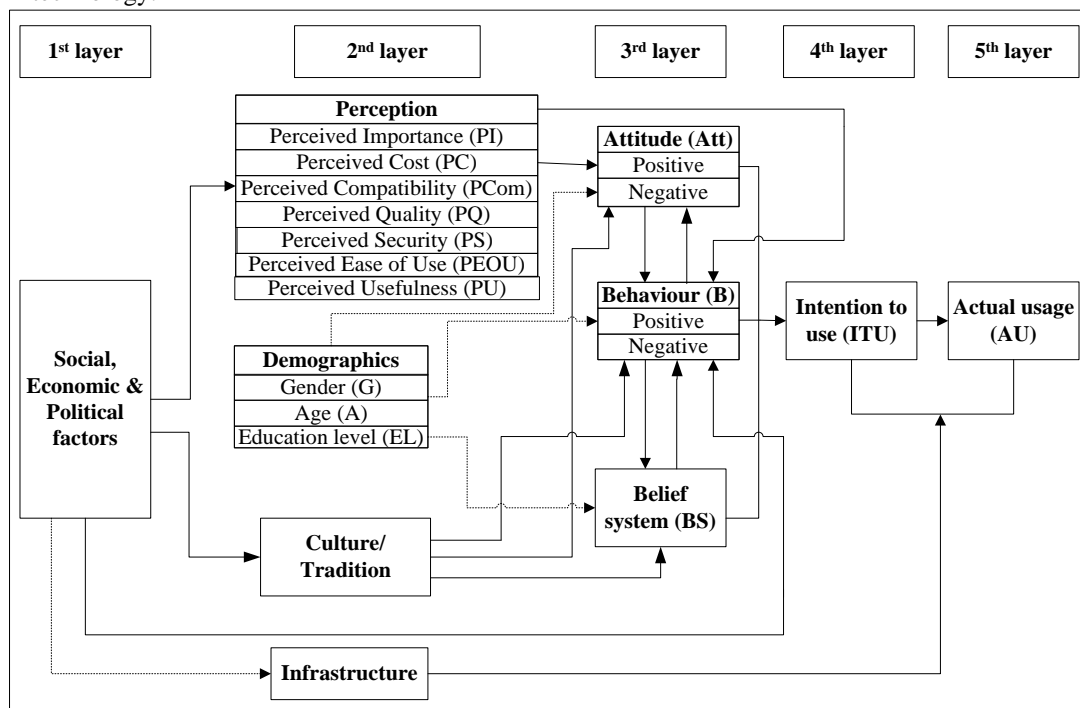 1st layer
2nd layer
3rd layer
4th layer
5th layer
Perception
Perceived Importance (PI)
Perceived Cost (PC)
Perceived Compatibility (PCom)
Perceived Quality (PQ)
Perceived Security (PS)
Perceived Ease of Use (PEOU)
Perceived Usefulness (PU)
Attitude (Att)
Positive
Negative
Social,
Economic &
Political
factors
Demographics
Gender (G)
Age (A)
Education level (EL)
Behaviour (B)
Positive
Negative
Intention to
use (ITU)
Actual usage
(AU)
Culture/
Tradition
Belief
system (BS)
Infrastructure